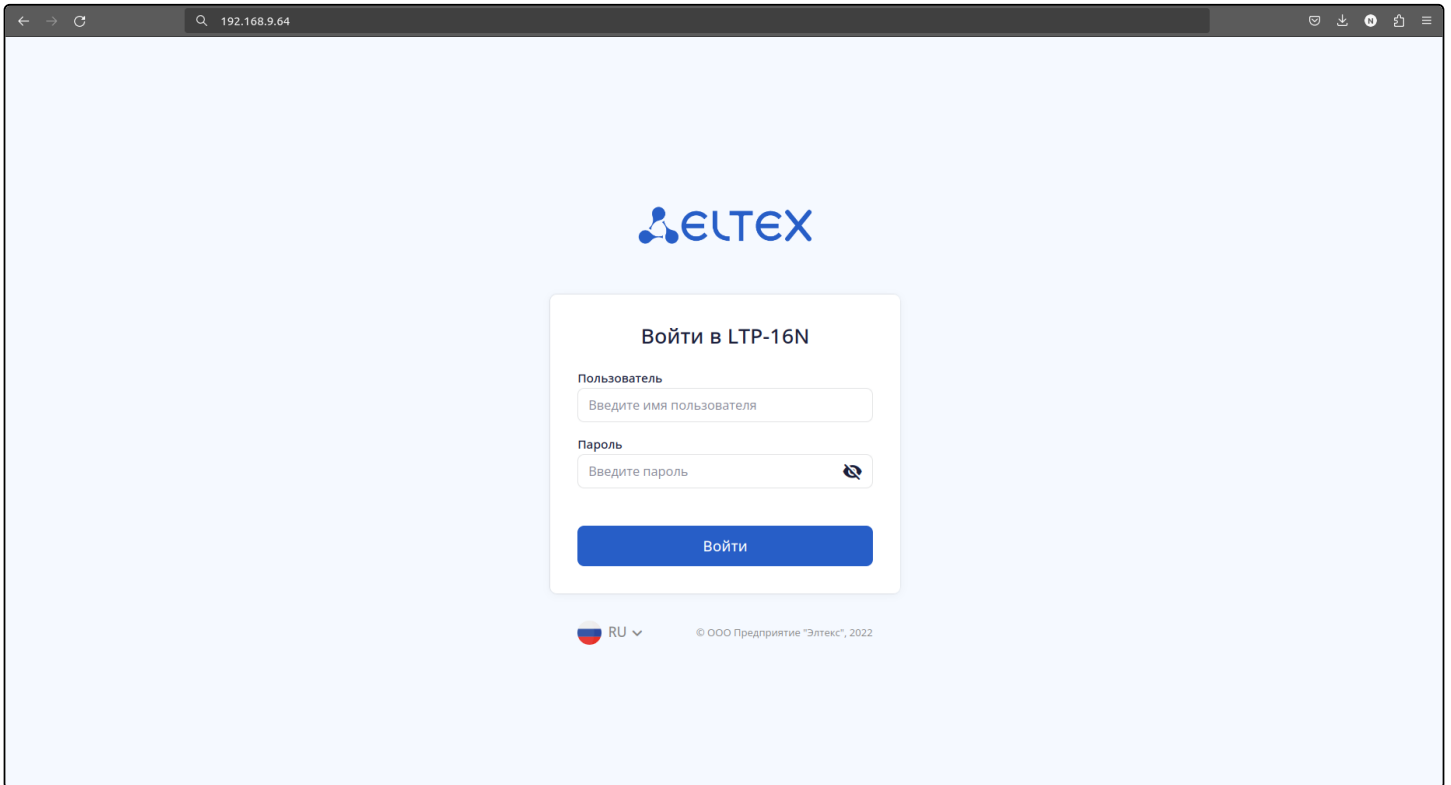 192.168.9.64
N
ELTEX
Войти в LTP-16N
Пользователь
Введите имя пользователя
Пароль
Введите пароль
Войти
RU
© ООО Предприятие "Элтекс", 2022